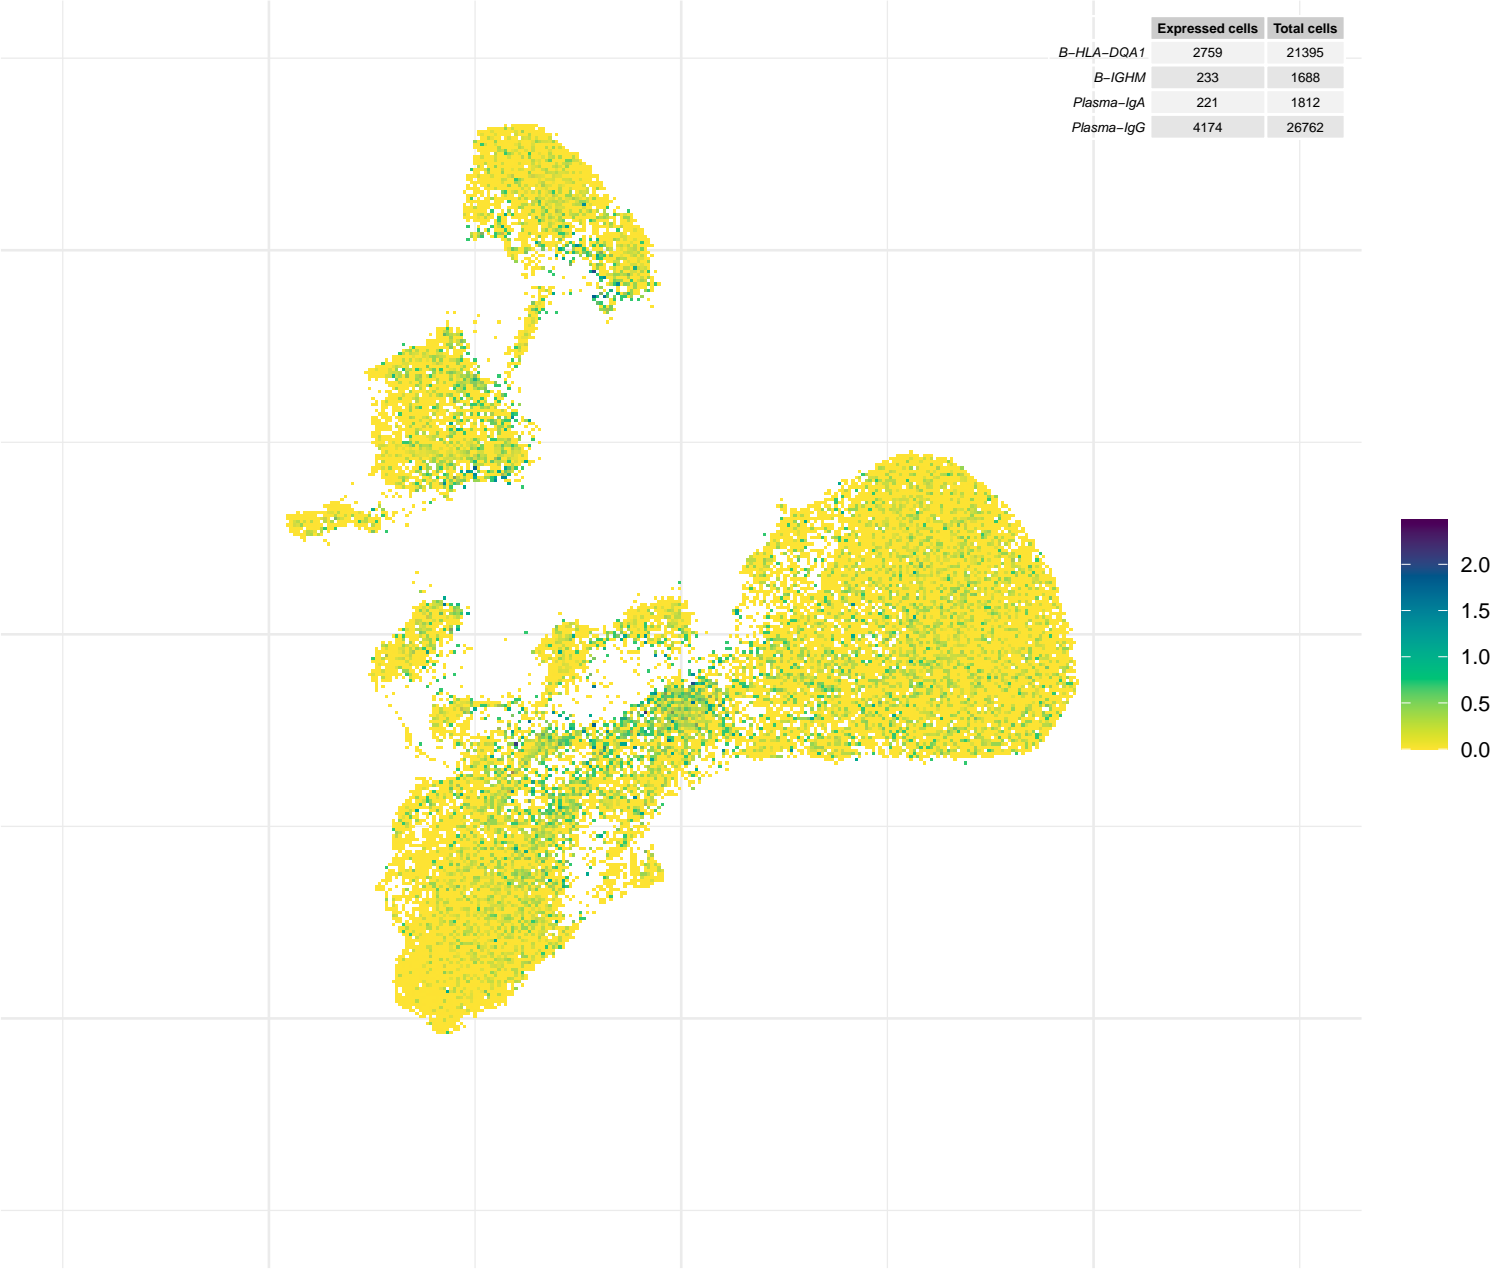 Expressed cells Total cells
B−HLA−DQA1 2759 21395
B−IGHM 233 1688
Plasma−IgA 221 1812
Plasma−IgG 4174 26762
2.0
1.5
1.0
0.5
0.0